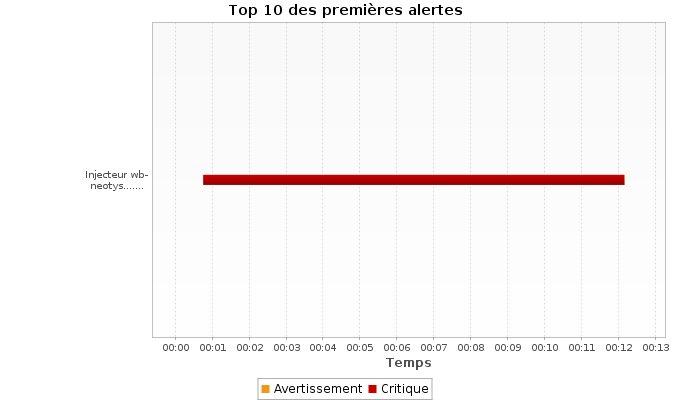 Top 10 des premières alertes
Injecteur wb-
neotys.......
00:00 00:01 00:02 00:03 00:04 00:05 00:06 00:07 00:08 00:09 00:10 00:11 00:12 00:13
Temps
Avertissement Critique